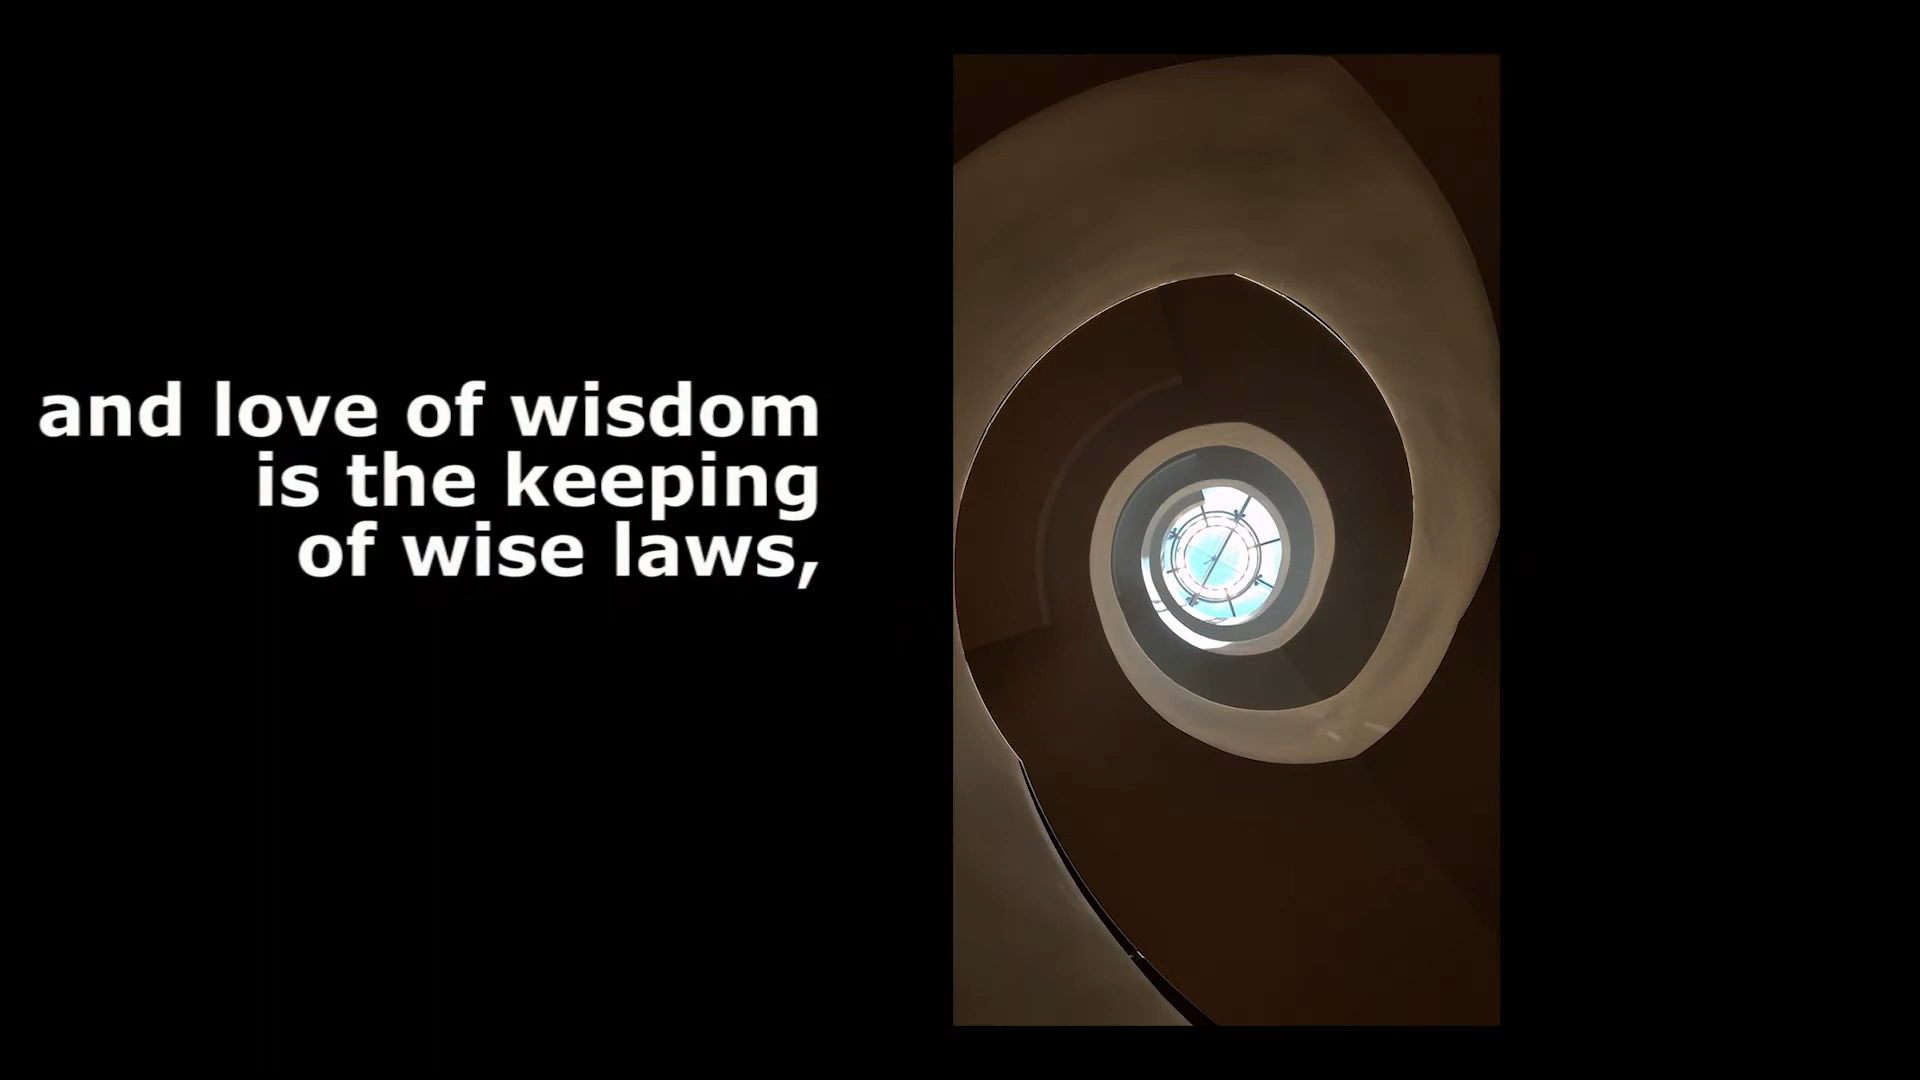 and love of wisdom
is the keeping
of wise laws,